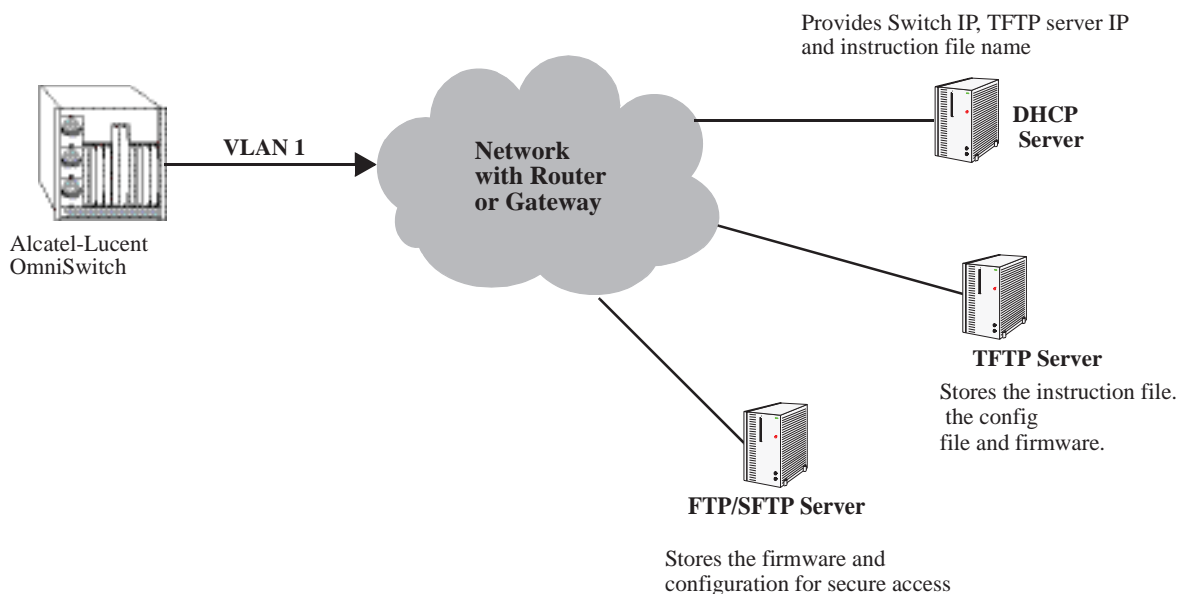 Provides Switch IP, TFTP server IP
and instruction file name
DHCP
Server
VLAN 1
Network
with Router
or Gateway
Alcatel-Lucent
OmniSwitch
TFTP Server
Stores the instruction file.
the config
file and firmware.
FTP/SFTP Server
Stores the firmware and
configuration for secure access